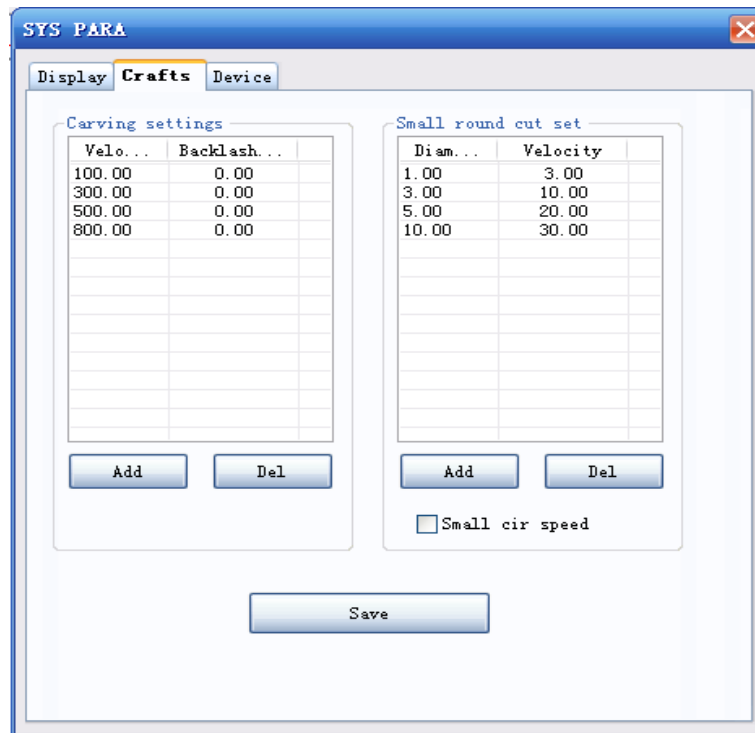 SYS PARA
Display Crafts Device
Carving settings
Velo... Backlash...
100.00 0.00
300.00 0.00
500.00 0.00
800.00 0.00
Add Del
Small round cut set
Diam... Velocity
1.00 3.00
3.00 10.00
5.00 20.00
10.00 30.00
Add Del
Small cir speed
Save